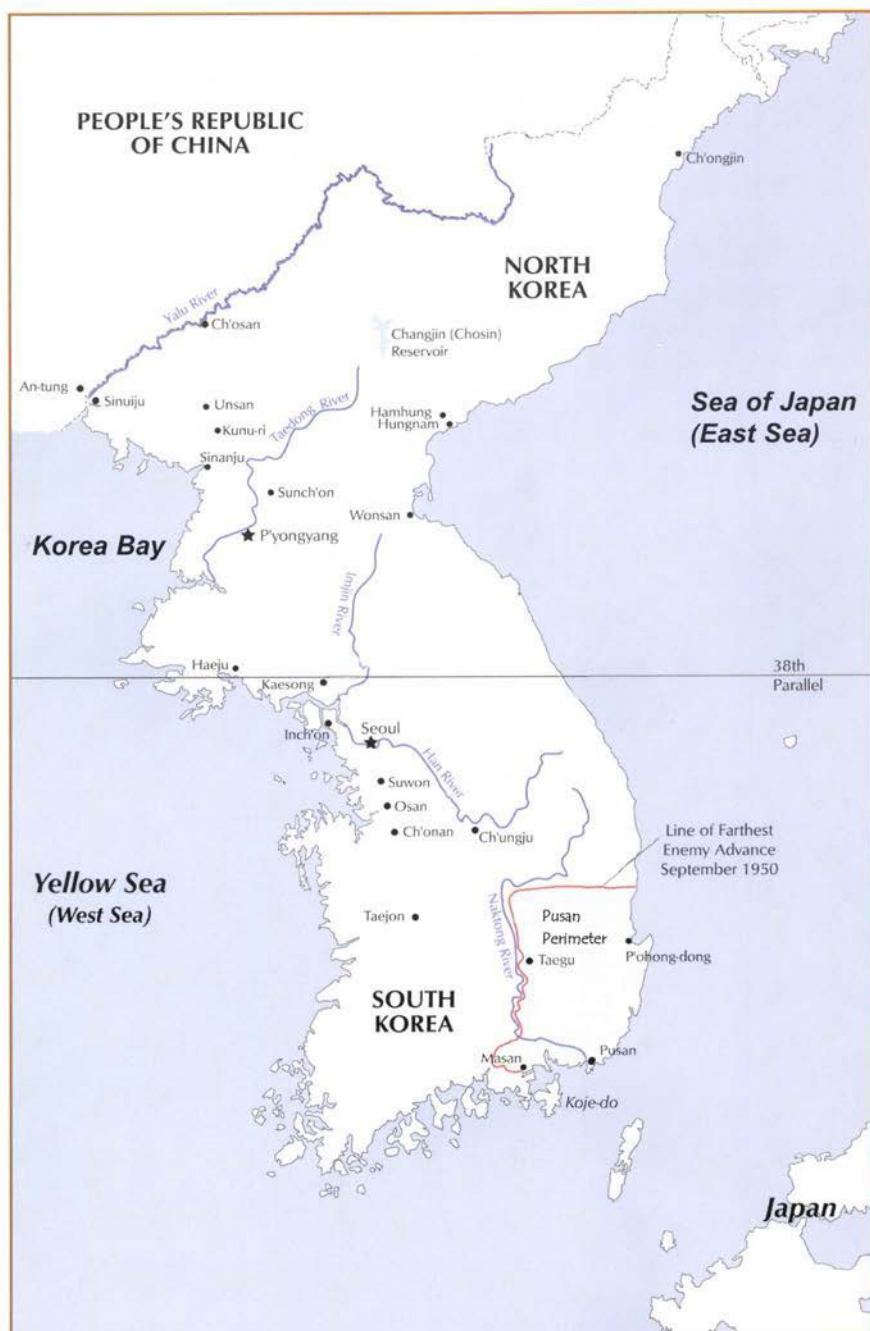 PEOPLE'S REPUBLIC
OF CHINA
Ch'ongjin
NORTH
KOREA
Yalu River
Ch'osan
Changjin (Chosin)
Reservoir
An-tung
Sinuiju
Unsan
Kunu-ri
Taedong River
Hamhung
Hungnam
Sea of Japan
(East Sea)
Sinanju
Sunch'on
Wonsan
Korea Bay
P'yongyang
Imjin River
Haeju
Kaesong
38th
Parallel
Inch'on
Seoul
Han River
Suwon
Osan
Ch'onan
Ch'ungju
Line of Farthest
Enemy Advance
September 1950
Yellow Sea
(West Sea)
Taejon
Naktong River
Pusan
Perimeter
P'ohong-dong
Taegu
SOUTH
KOREA
Masan
Pusan
Koje-do
Japan